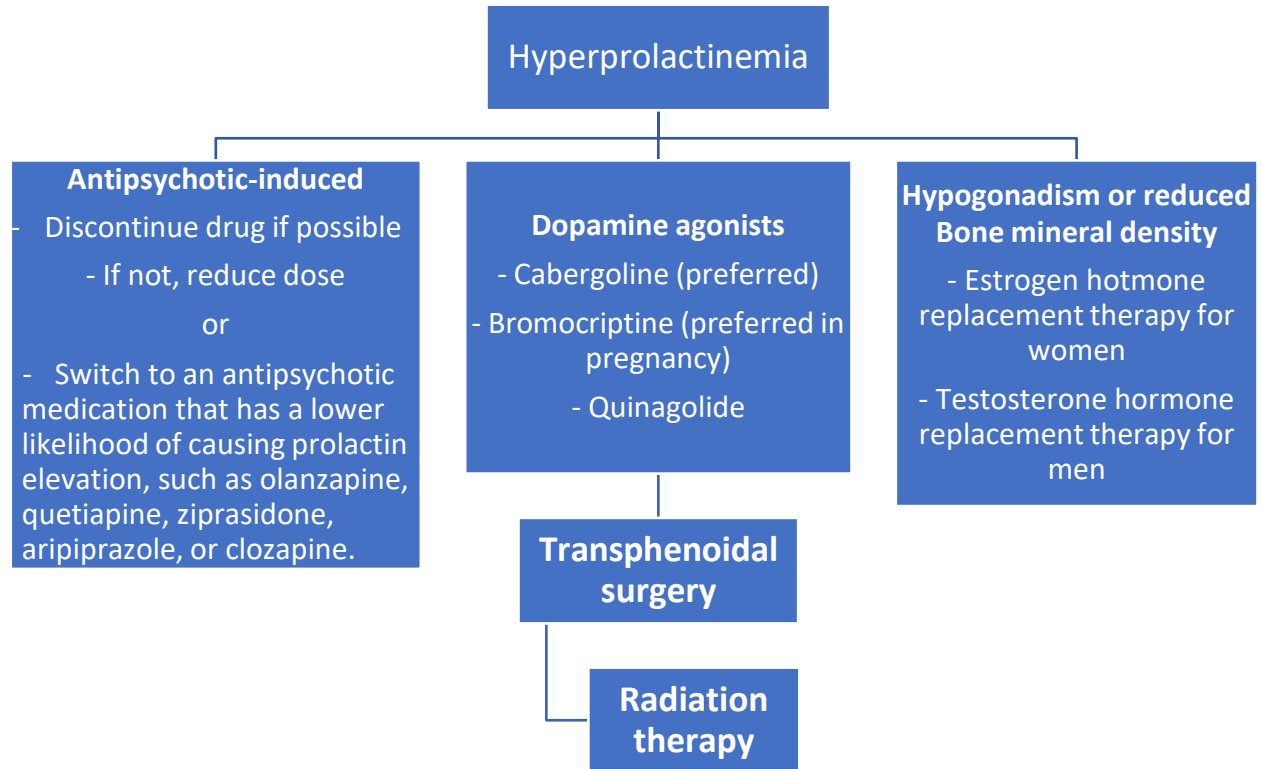 Hyperprolactinemia
Antipsychotic-induced
- Discontinue drug if possible
- If not, reduce dose
or
- Switch to an antipsychotic
medication that has a lower
likelihood of causing prolactin
elevation, such as olanzapine,
quetiapine, ziprasidone,
aripiprazole, or clozapine.
Dopamine agonists
- Cabergoline (preferred)
- Bromocriptine (preferred in
pregnancy)
- Quinagolide
Hypogonadism or reduced
Bone mineral density
- Estrogen hotmone
replacement therapy for
women
- Testosterone hormone
replacement therapy for
men
Transphenoidal
surgery
Radiation
therapy